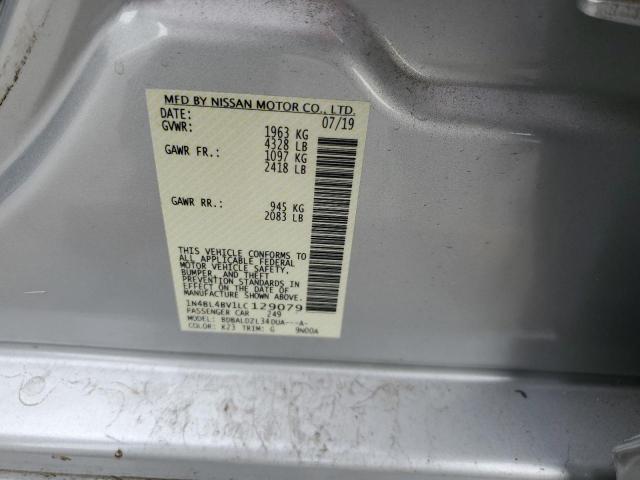 MFD BY NISSAN MOTOR CO., LTD.
DATE: 07/19
GVWR: 1963 KG
4328 LB
GAWR FR.: 1097 KG
2418 LB
GAWR RR.: 945 KG
2083 LB
THIS VEHICLE CONFORMS TO
ALL APPLICABLE FEDERAL
MOTOR VEHICLE SAFETY,
BUMPER, AND THEFT
PREVENTION STANDARDS IN
EFFECT ON THE DATE OF
MANUFACTURE SHOWN ABOVE.
1N4BL4BV1LC129079
PASSENGER CAR 249
MODEL: BDBALDZL34DUA---A-
COLOR: K23 TRIM: G 9N00A